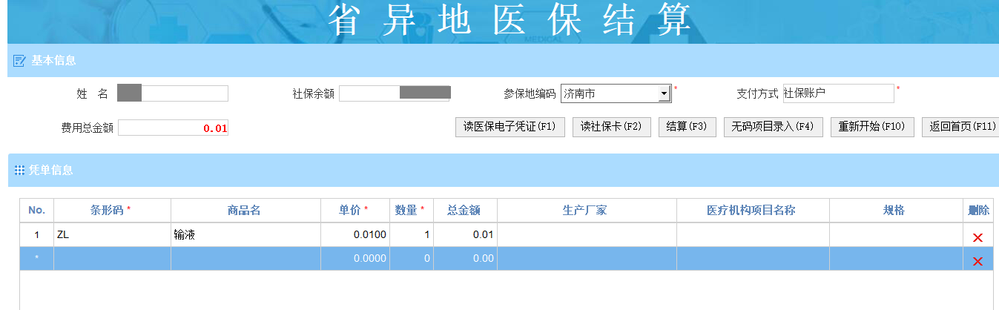 省异地医保结算
MEDICAL
基本信息
姓 名 社保余额 参保地编码 济南市 * 支付方式 社保账户 *
费用总金额 0.01 读医保电子凭证(F1) 读社保卡(F2) 结算(F3) 无码项目录入(F4) 重新开始(F10) 返回首页(F11)
凭单信息
No. 条形码 * 商品名 单价 * 数量 * 总金额 生产厂家 医疗机构项目名称 规格 删除
1 ZL 输液 0.0100 1 0.01
* 0.0000 0 0.00